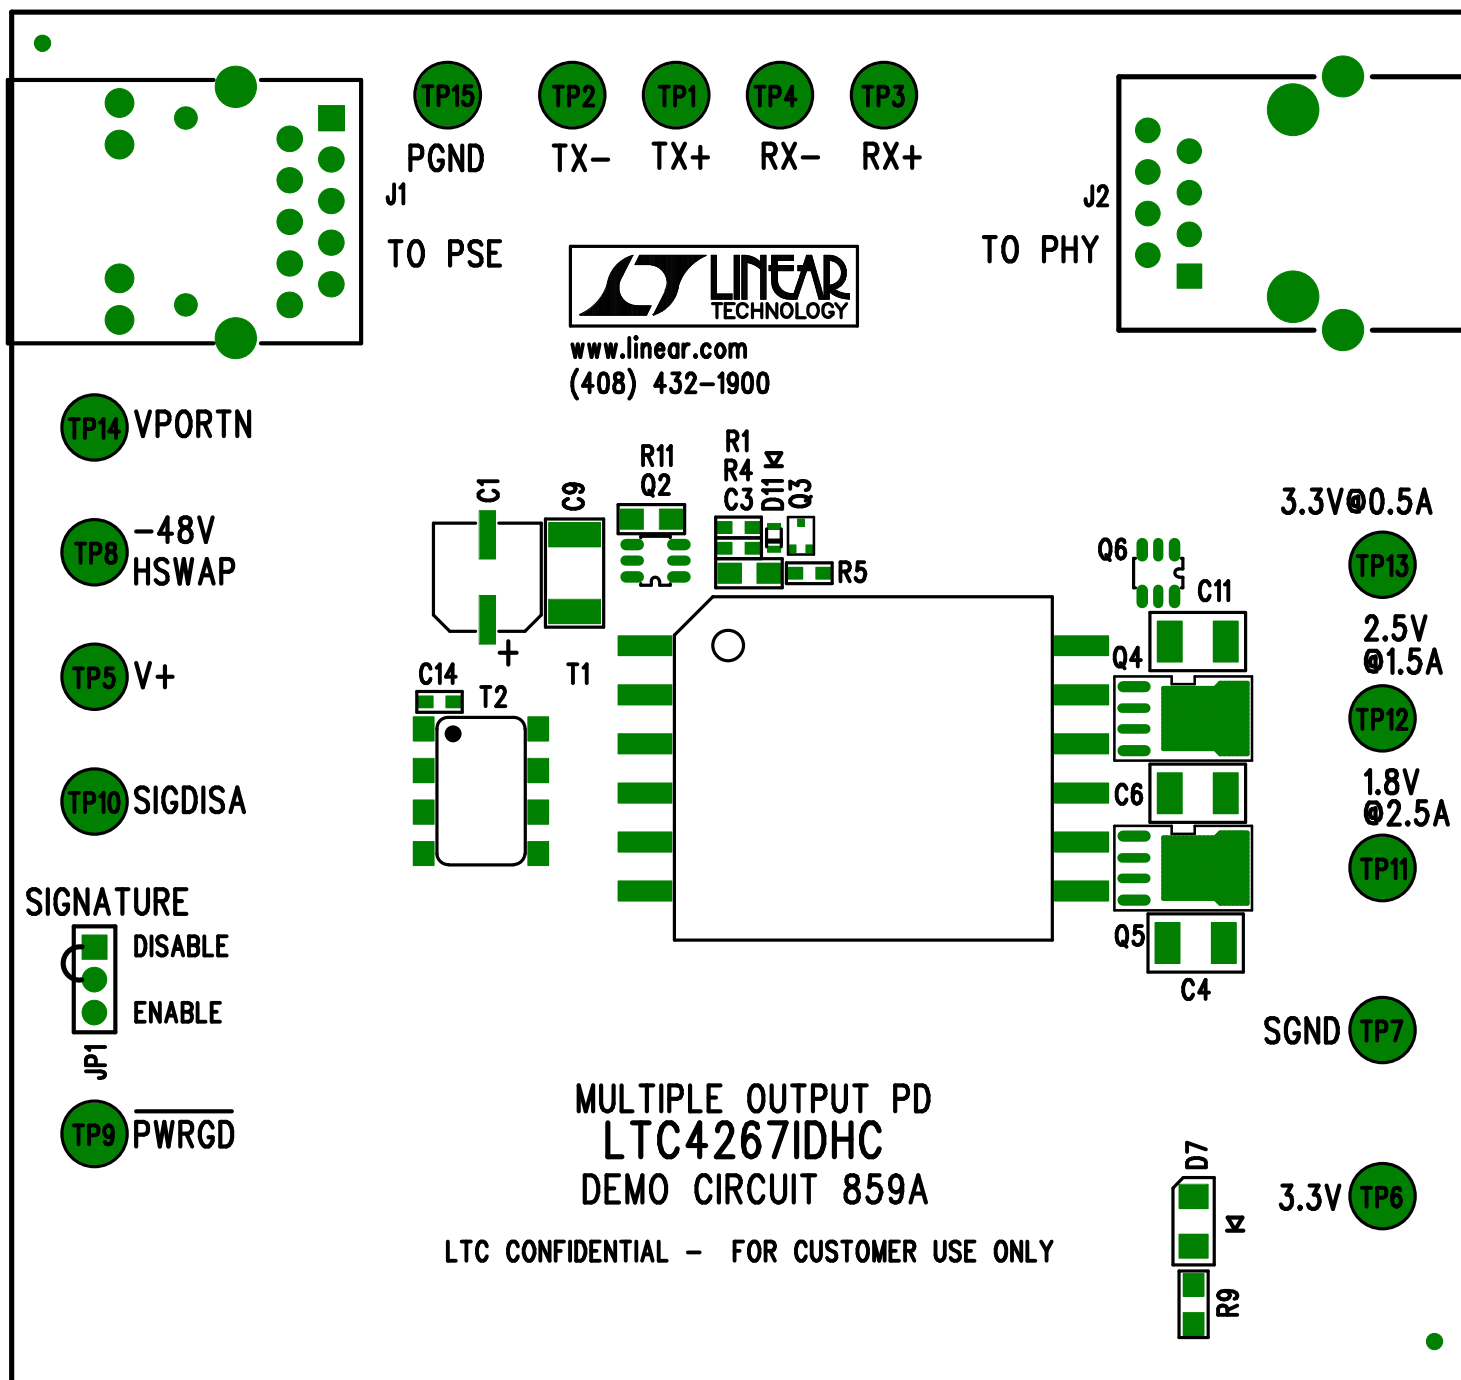 TP15
TP2
TP1
TP4
TP3
PGND
TX-
TX+
RX-
RX+
J1
TO PSE
J2
TO PHY
LINEAR
TECHNOLOGY
www.linear.com
(408) 432-1900
TP14 VPORTN
TP8
-48V
HSWAP
TP5 V+
TP10 SIGDISA
SIGNATURE
DISABLE
ENABLE
JP1
TP9 PWRGD
C1
C9
R11
Q2
R1
R4
C3
D11
Q3
R5
+
C14
T2
T1
Q6
C11
Q4
C6
Q5
C4
3.3V@0.5A
TP13
2.5V
@1.5A
TP12
1.8V
@2.5A
TP11
SGND TP7
3.3V TP6
D7
R9
MULTIPLE OUTPUT PD
LTC4267IDHC
DEMO CIRCUIT 859A
LTC CONFIDENTIAL - FOR CUSTOMER USE ONLY